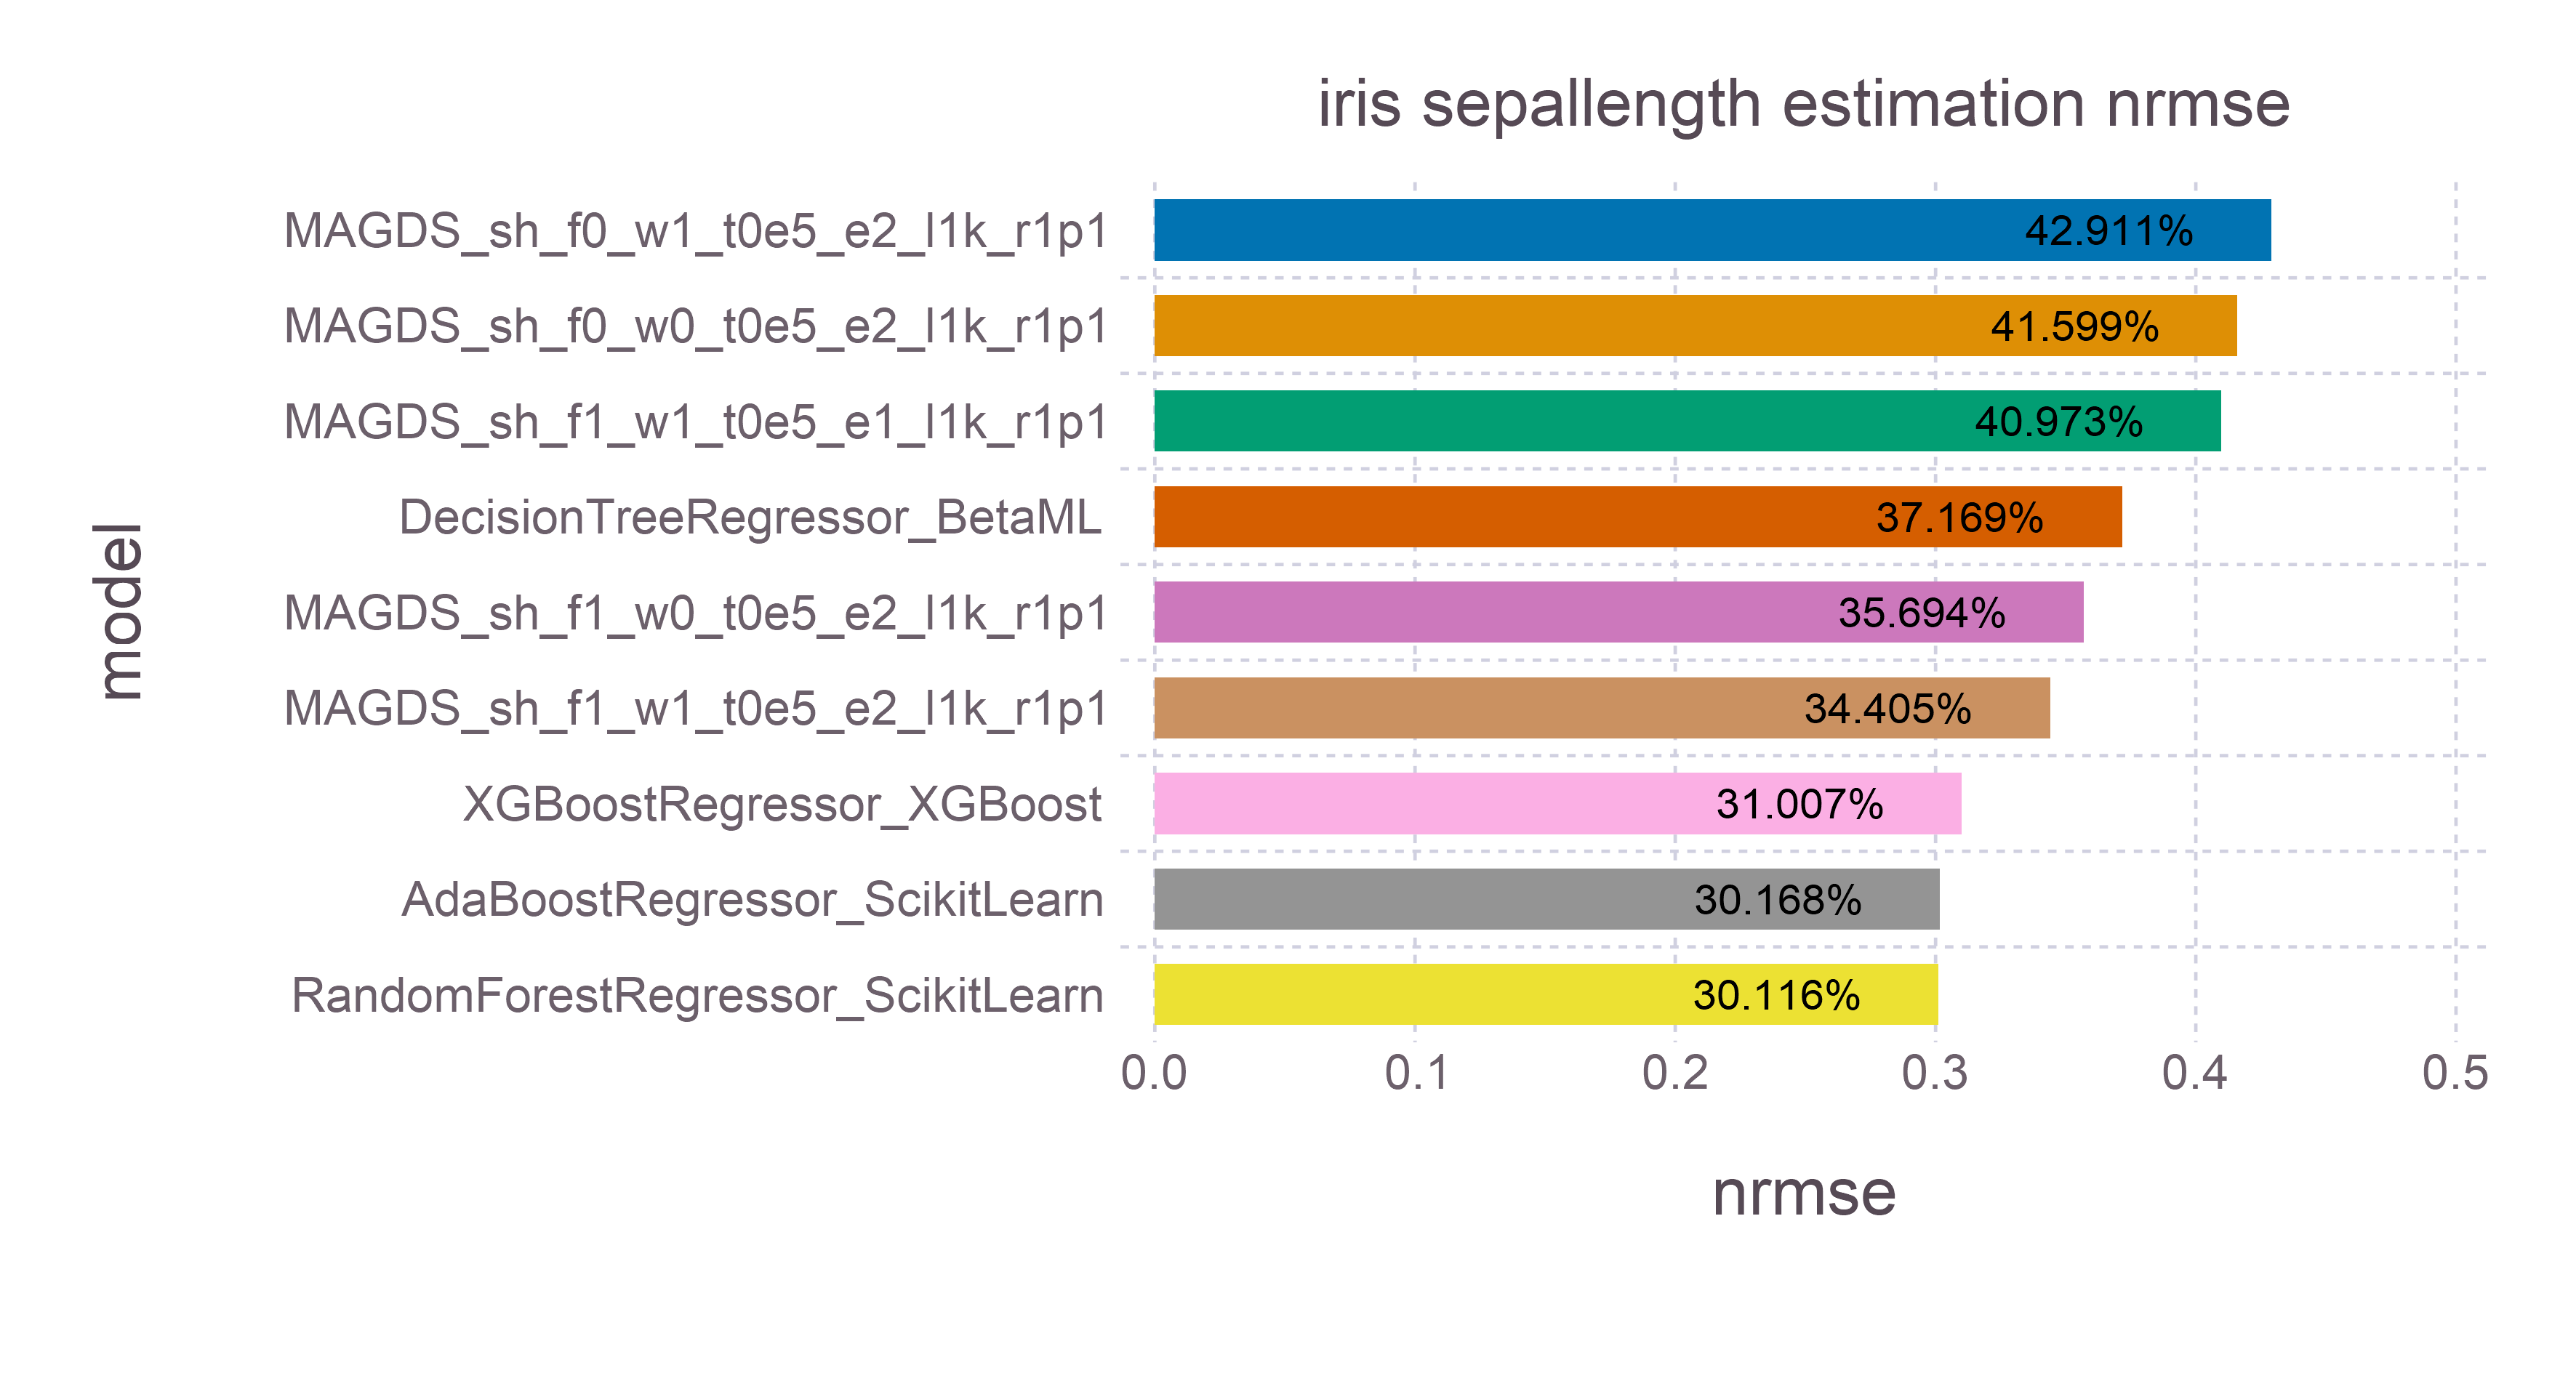 iris sepallength estimation nrmse
MAGDS_sh_f0_w1_t0e5_e2_l1k_r1p1 42.911%
MAGDS_sh_f0_w0_t0e5_e2_l1k_r1p1 41.599%
MAGDS_sh_f1_w1_t0e5_e1_l1k_r1p1 40.973%
DecisionTreeRegressor_BetaML 37.169%
MAGDS_sh_f1_w0_t0e5_e2_l1k_r1p1 35.694%
MAGDS_sh_f1_w1_t0e5_e2_l1k_r1p1 34.405%
XGBoostRegressor_XGBoost 31.007%
AdaBoostRegressor_ScikitLearn 30.168%
RandomForestRegressor_ScikitLearn 30.116%
model
0.0 0.1 0.2 0.3 0.4 0.5
nrmse